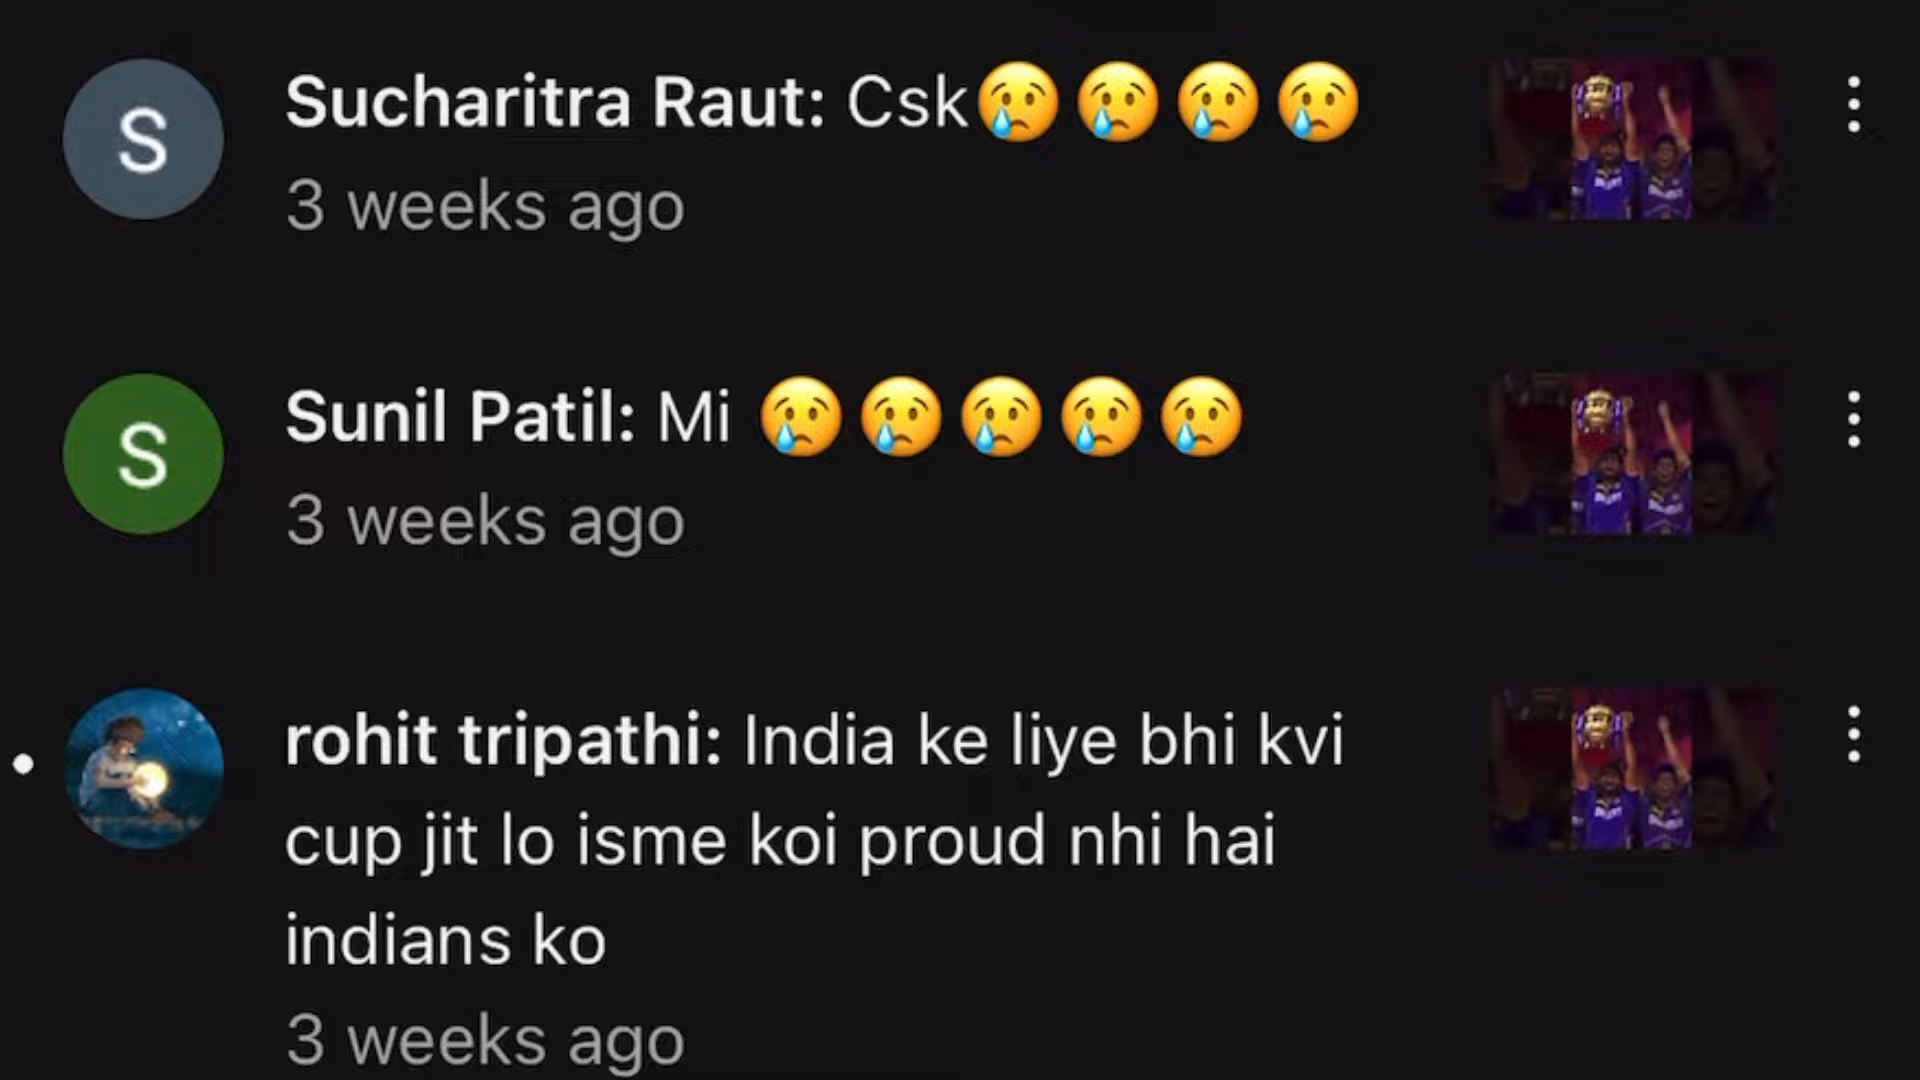 S
Sucharitra Raut: Csk😢😢😢😢
3 weeks ago
S
Sunil Patil: Mi 😢😢😢😢😢
3 weeks ago
rohit tripathi: India ke liye bhi kvi
cup jit lo isme koi proud nhi hai
indians ko
3 weeks ago